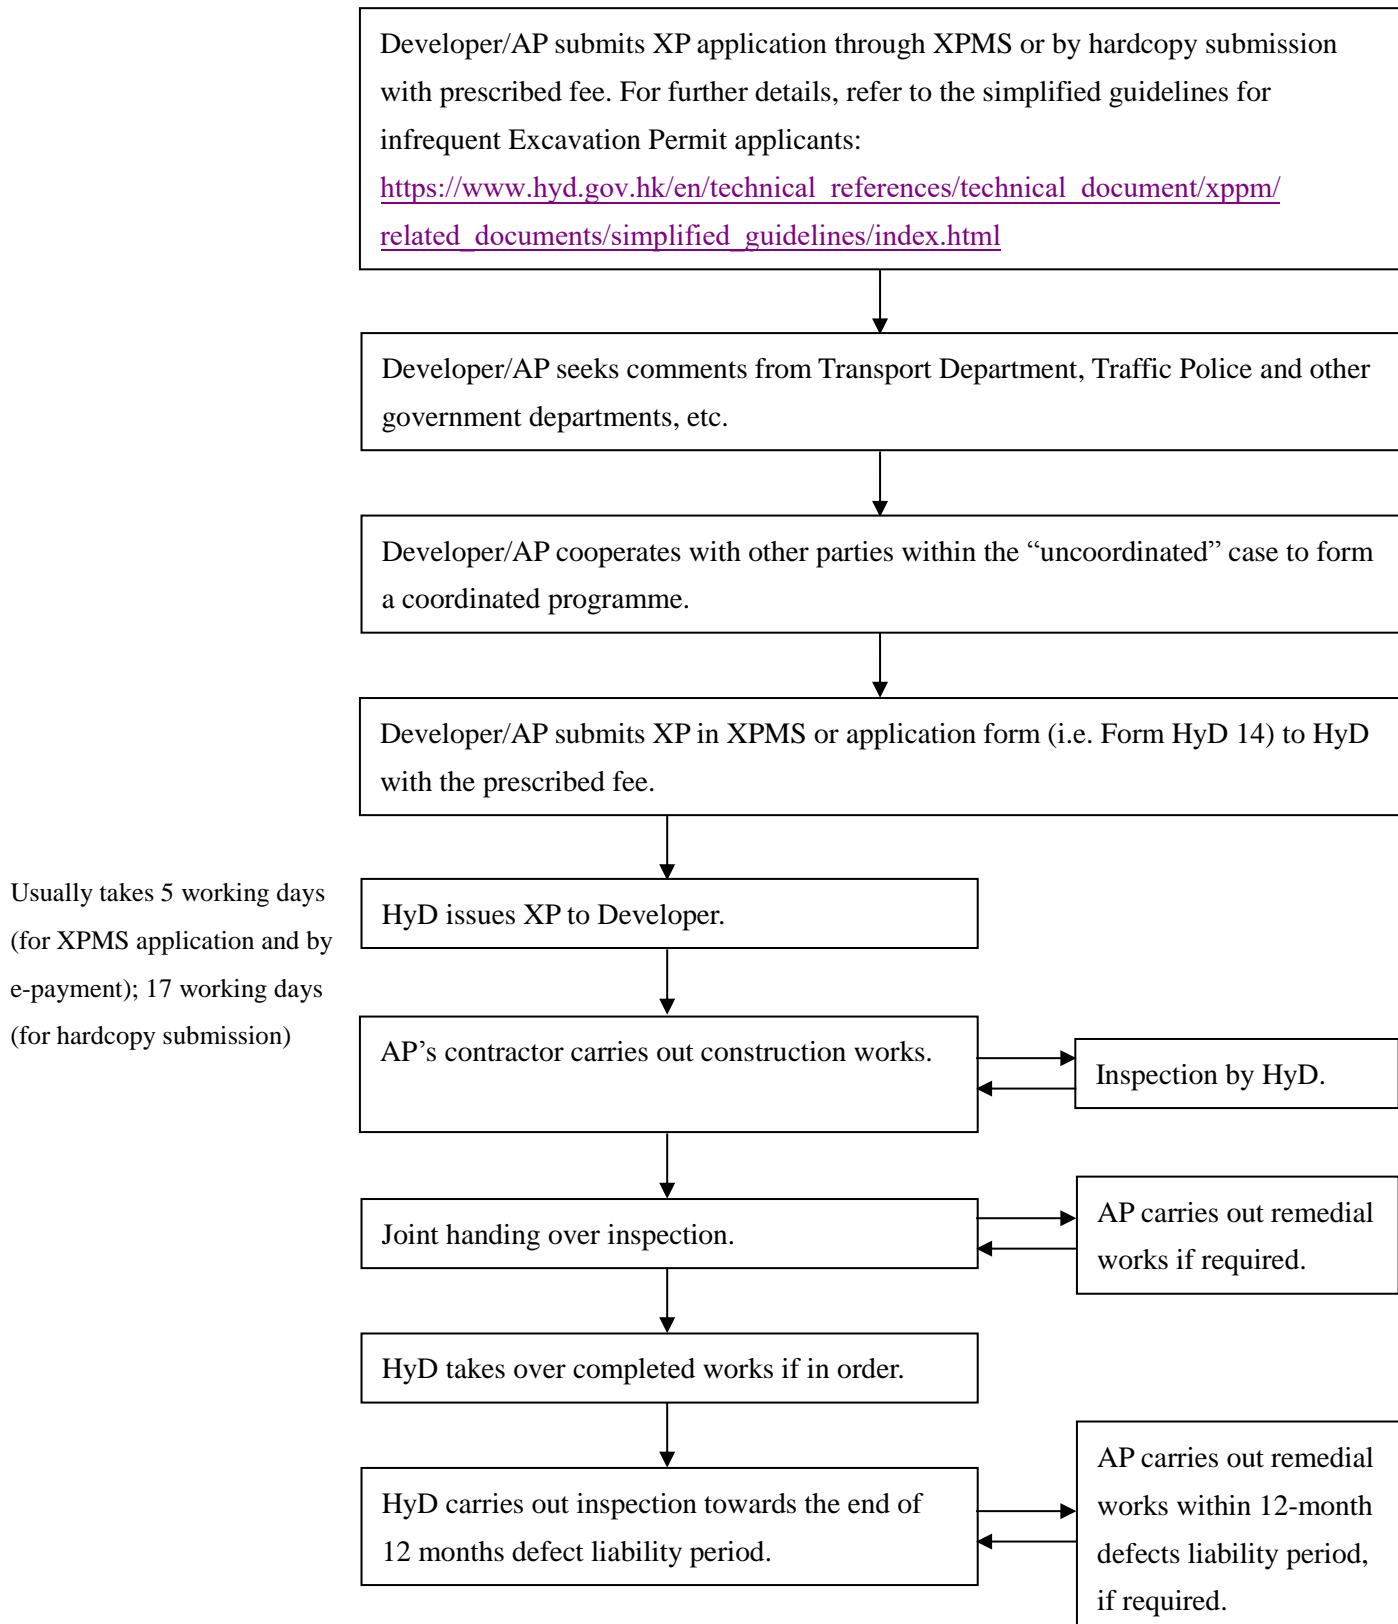 Developer/AP submits XP application through XPMS or by hardcopy submission
with prescribed fee. For further details, refer to the simplified guidelines for
infrequent Excavation Permit applicants:
https://www.hyd.gov.hk/en/technical_references/technical_document/xppm/
related_documents/simplified_guidelines/index.html
Developer/AP seeks comments from Transport Department, Traffic Police and other
government departments, etc.
Developer/AP cooperates with other parties within the “uncoordinated” case to form
a coordinated programme.
Developer/AP submits XP in XPMS or application form (i.e. Form HyD 14) to HyD
with the prescribed fee.
Usually takes 5 working days
(for XPMS application and by
e-payment); 17 working days
(for hardcopy submission)
HyD issues XP to Developer.
AP’s contractor carries out construction works.
Inspection by HyD.
Joint handing over inspection.
AP carries out remedial
works if required.
HyD takes over completed works if in order.
HyD carries out inspection towards the end of
12 months defect liability period.
AP carries out remedial
works within 12-month
defects liability period,
if required.